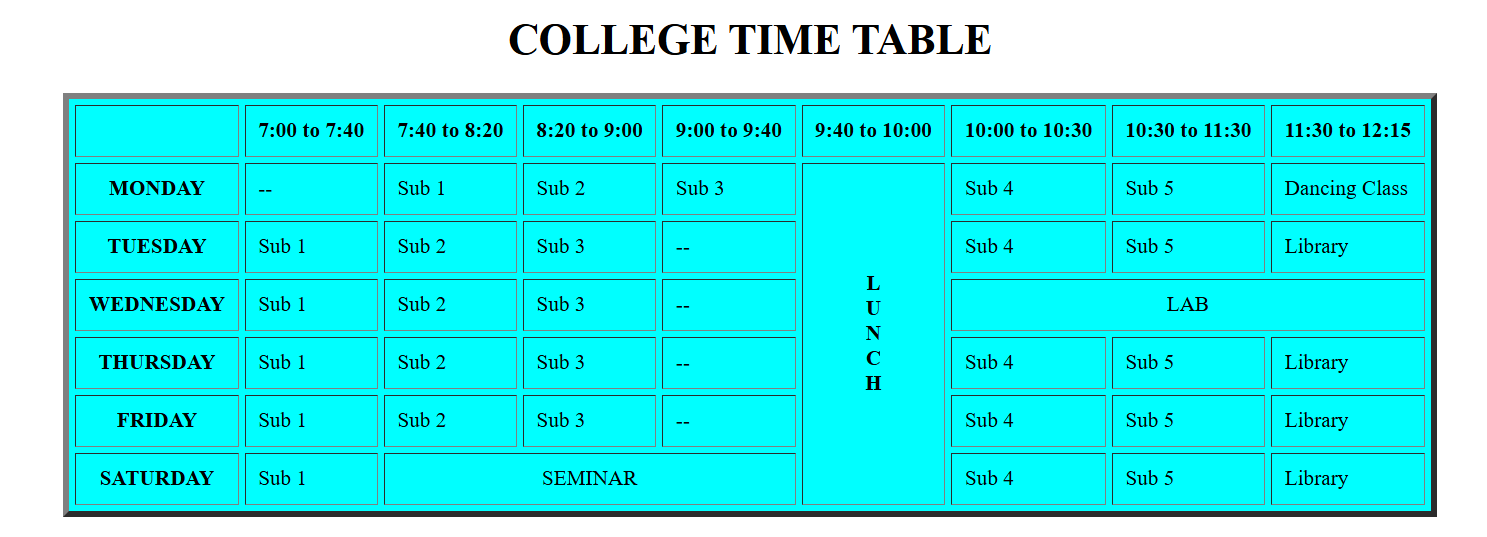 COLLEGE TIME TABLE
7:00 to 7:40 7:40 to 8:20 8:20 to 9:00 9:00 to 9:40 9:40 to 10:00 10:00 to 10:30 10:30 to 11:30 11:30 to 12:15
MONDAY -- Sub 1 Sub 2 Sub 3 Sub 4 Sub 5 Dancing Class
TUESDAY Sub 1 Sub 2 Sub 3 -- Sub 4 Sub 5 Library
WEDNESDAY Sub 1 Sub 2 Sub 3 -- LAB
THURSDAY Sub 1 Sub 2 Sub 3 -- Sub 4 Sub 5 Library
FRIDAY Sub 1 Sub 2 Sub 3 -- Sub 4 Sub 5 Library
SATURDAY Sub 1 SEMINAR Sub 4 Sub 5 Library
L
U
N
C
H